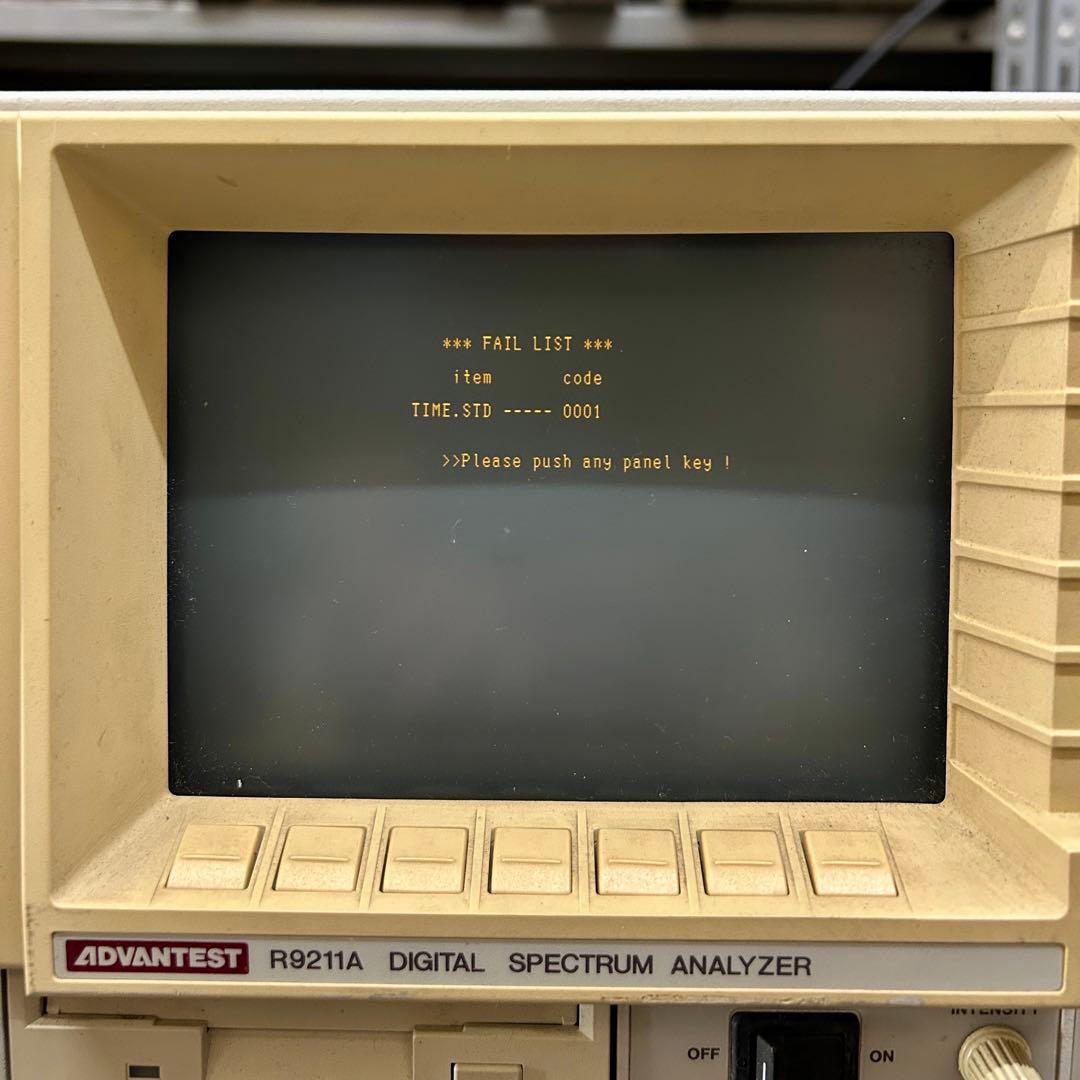 *** FAIL LIST ***
item code
TIME.STD ----- 0001
>>Please push any panel key !
ADVANTEST R9211A DIGITAL SPECTRUM ANALYZER
INTENSITY
OFF ON